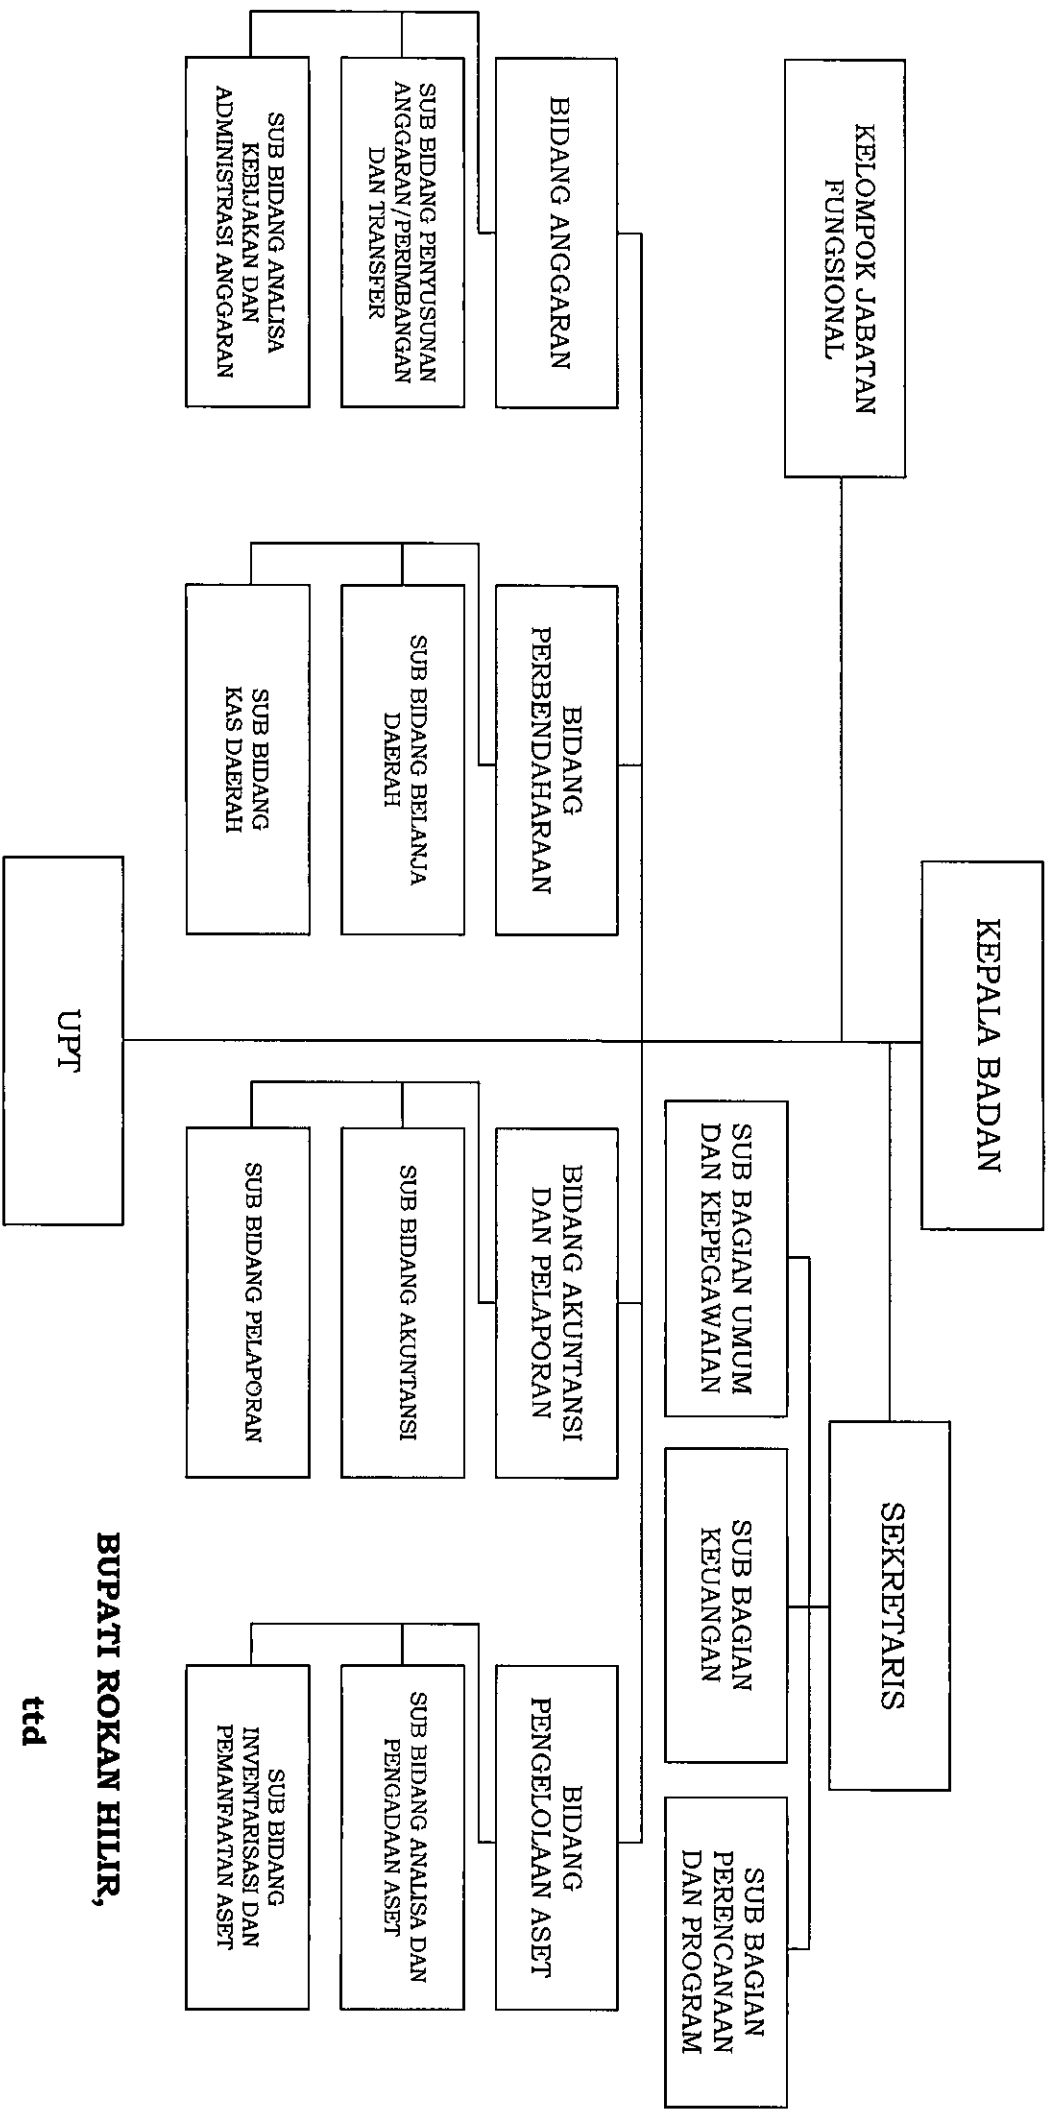 KEPALA BADAN
KELOMPOK JABATAN
FUNGSIONAL
SEKRETARIS
SUB BAGIAN UMUM
DAN KEPEGAWAIAN
SUB BAGIAN
KEUANGAN
SUB BAGIAN
PERENCANAAN
DAN PROGRAM
BIDANG ANGGARAN
SUB BIDANG PENYUSUNAN
ANGGARAN/PERIMBANGAN
DAN TRANSFER
SUB BIDANG ANALISA
KEBIJAKAN DAN
ADMINISTRASI ANGGARAN
BIDANG
PERBENDAHARAAN
SUB BIDANG BELANJA
DAERAH
SUB BIDANG
KAS DAERAH
BIDANG AKUNTANSI
DAN PELAPORAN
SUB BIDANG AKUNTANSI
SUB BIDANG PELAPORAN
BIDANG
PENGELOLAAN ASET
SUB BIDANG ANALISA DAN
PENGADAAN ASET
SUB BIDANG
INVENTARISASI DAN
PEMANFAATAN ASET
UPT
BUPATI ROKAN HILIR,
ttd